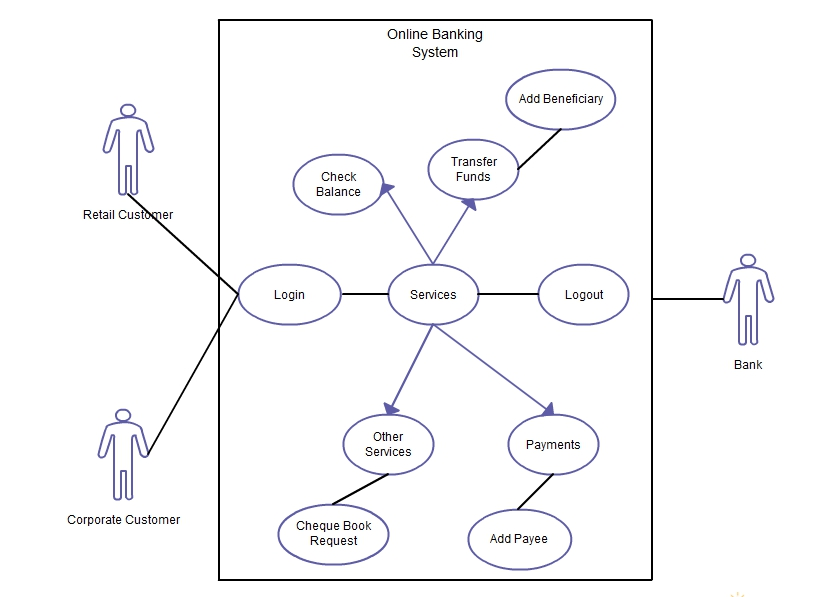 Online Banking
System
Add Beneficiary
Transfer
Funds
Check
Balance
Retail Customer
Login
Services
Logout
Bank
Other
Services
Payments
Corporate Customer
Cheque Book
Request
Add Payee